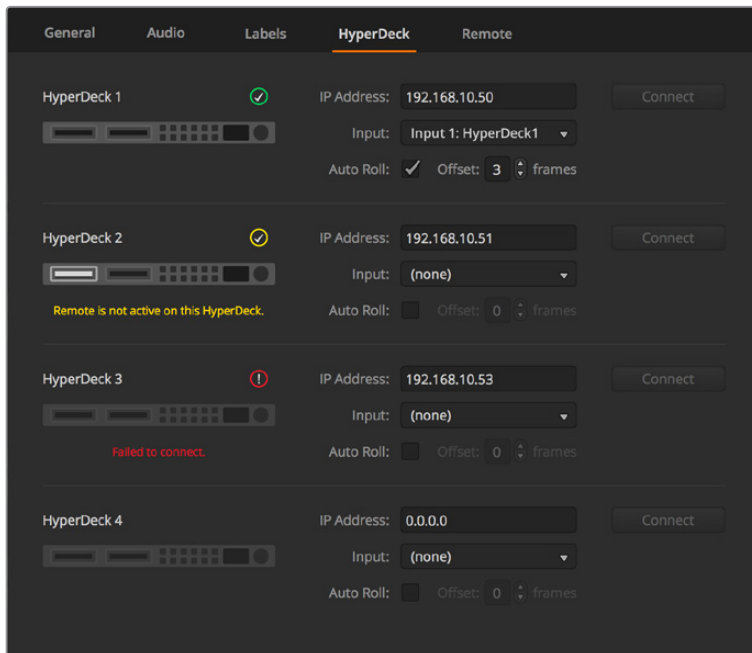 General Audio Labels HyperDeck Remote
HyperDeck 1 IP Address: 192.168.10.50 Connect
Input: Input 1: HyperDeck1
Auto Roll: Offset: 3 frames
HyperDeck 2 IP Address: 192.168.10.51 Connect
Input: (none)
Remote is not active on this HyperDeck. Auto Roll: Offset: 0 frames
HyperDeck 3 IP Address: 192.168.10.53 Connect
Input: (none)
Failed to connect. Auto Roll: Offset: 0 frames
HyperDeck 4 IP Address: 0.0.0.0 Connect
Input: (none)
Auto Roll: Offset: 0 frames